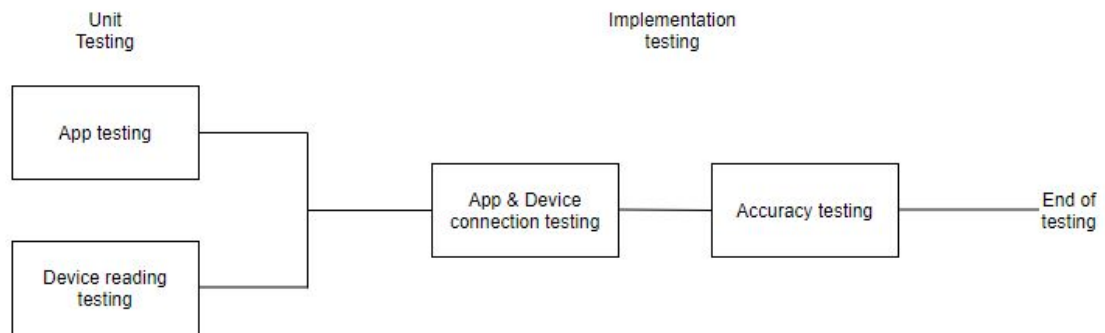 Unit
Testing
Implementation
testing
App testing
Device reading
testing
App & Device
connection testing
Accuracy testing
End of
testing